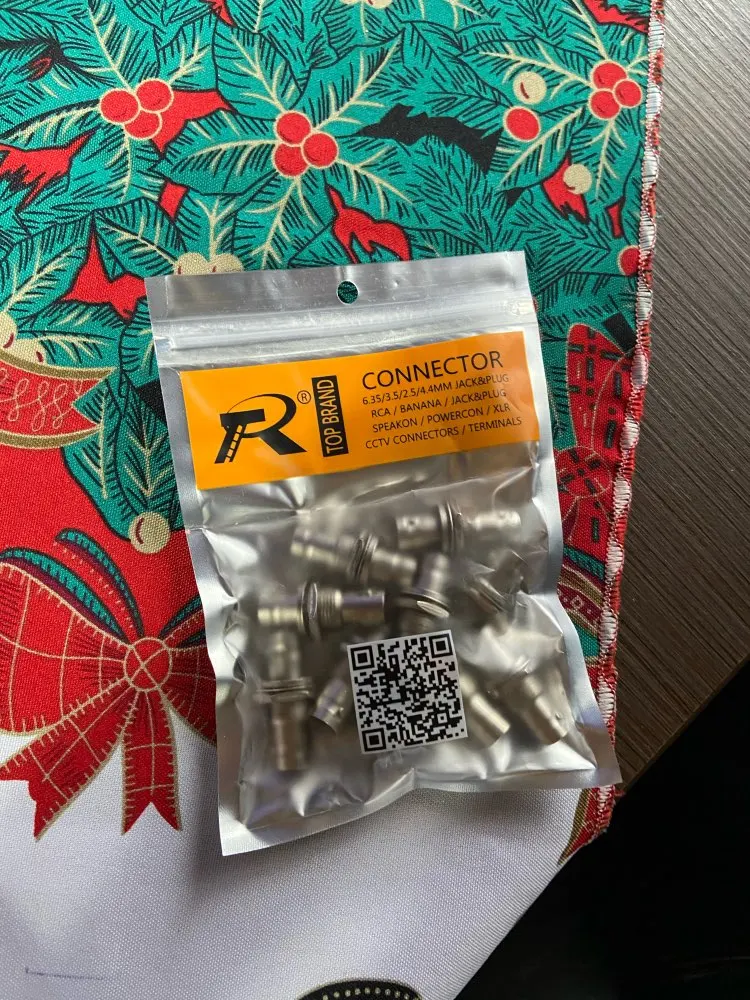 R ®
TOP BRAND
CONNECTOR
6.35/3.5/2.5/4.4MM JACK&PLUG
RCA / BANANA / JACK&PLUG
SPEAKON / POWERCON / XLR
CCTV CONNECTORS / TERMINALS